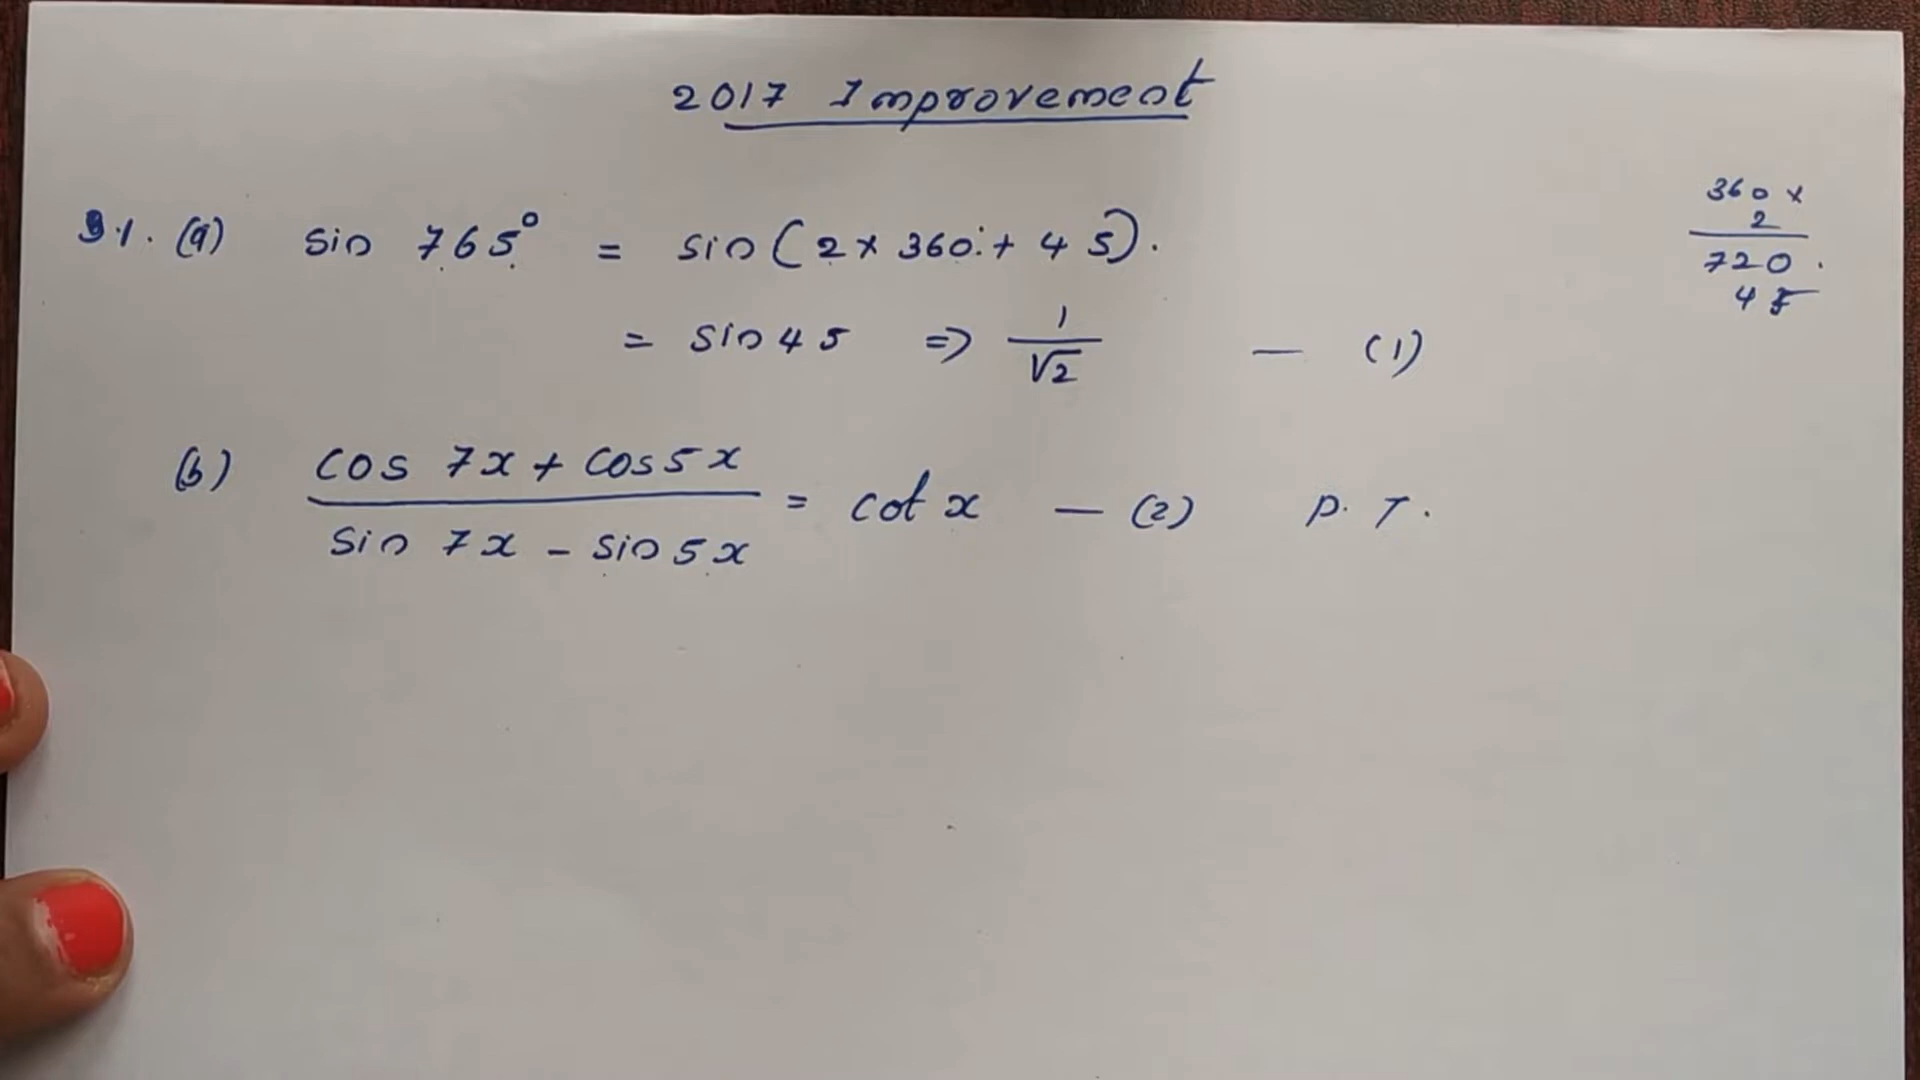 2017 Improvement
91. (a) sin 765° = sin (2 x 360 + 45).
= sin 45 => 1/√2 — (1)
360 x
2
720
45
(b) cos 7x + cos 5x / sin 7x - sin 5x = cot x — (2) P. T.